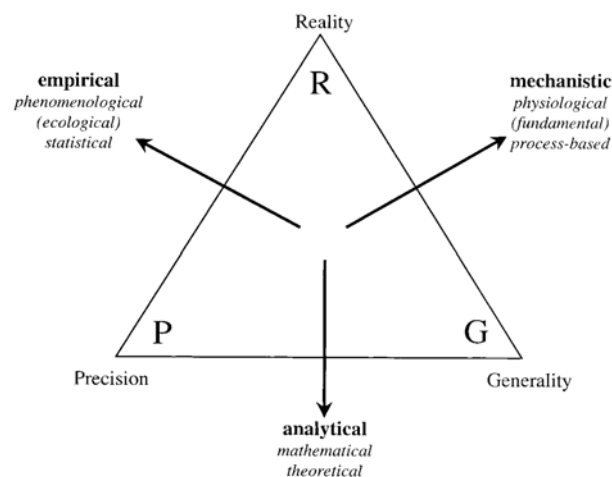 Reality
R
empirical
phenomenological
(ecological)
statistical
mechanistic
physiological
(fundamental)
process-based
P
G
Precision
Generality
analytical
mathematical
theoretical